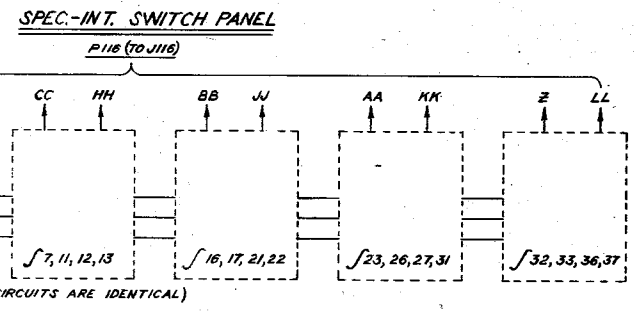 SPEC.-INT. SWITCH PANEL
P116 (TO J116)
CC HH BB JJ AA KK Z LL
∫7, 11, 12, 13 ∫16, 17, 21, 22 ∫23, 26, 27, 31 ∫32, 33, 36, 37
CIRCUITS ARE IDENTICAL)